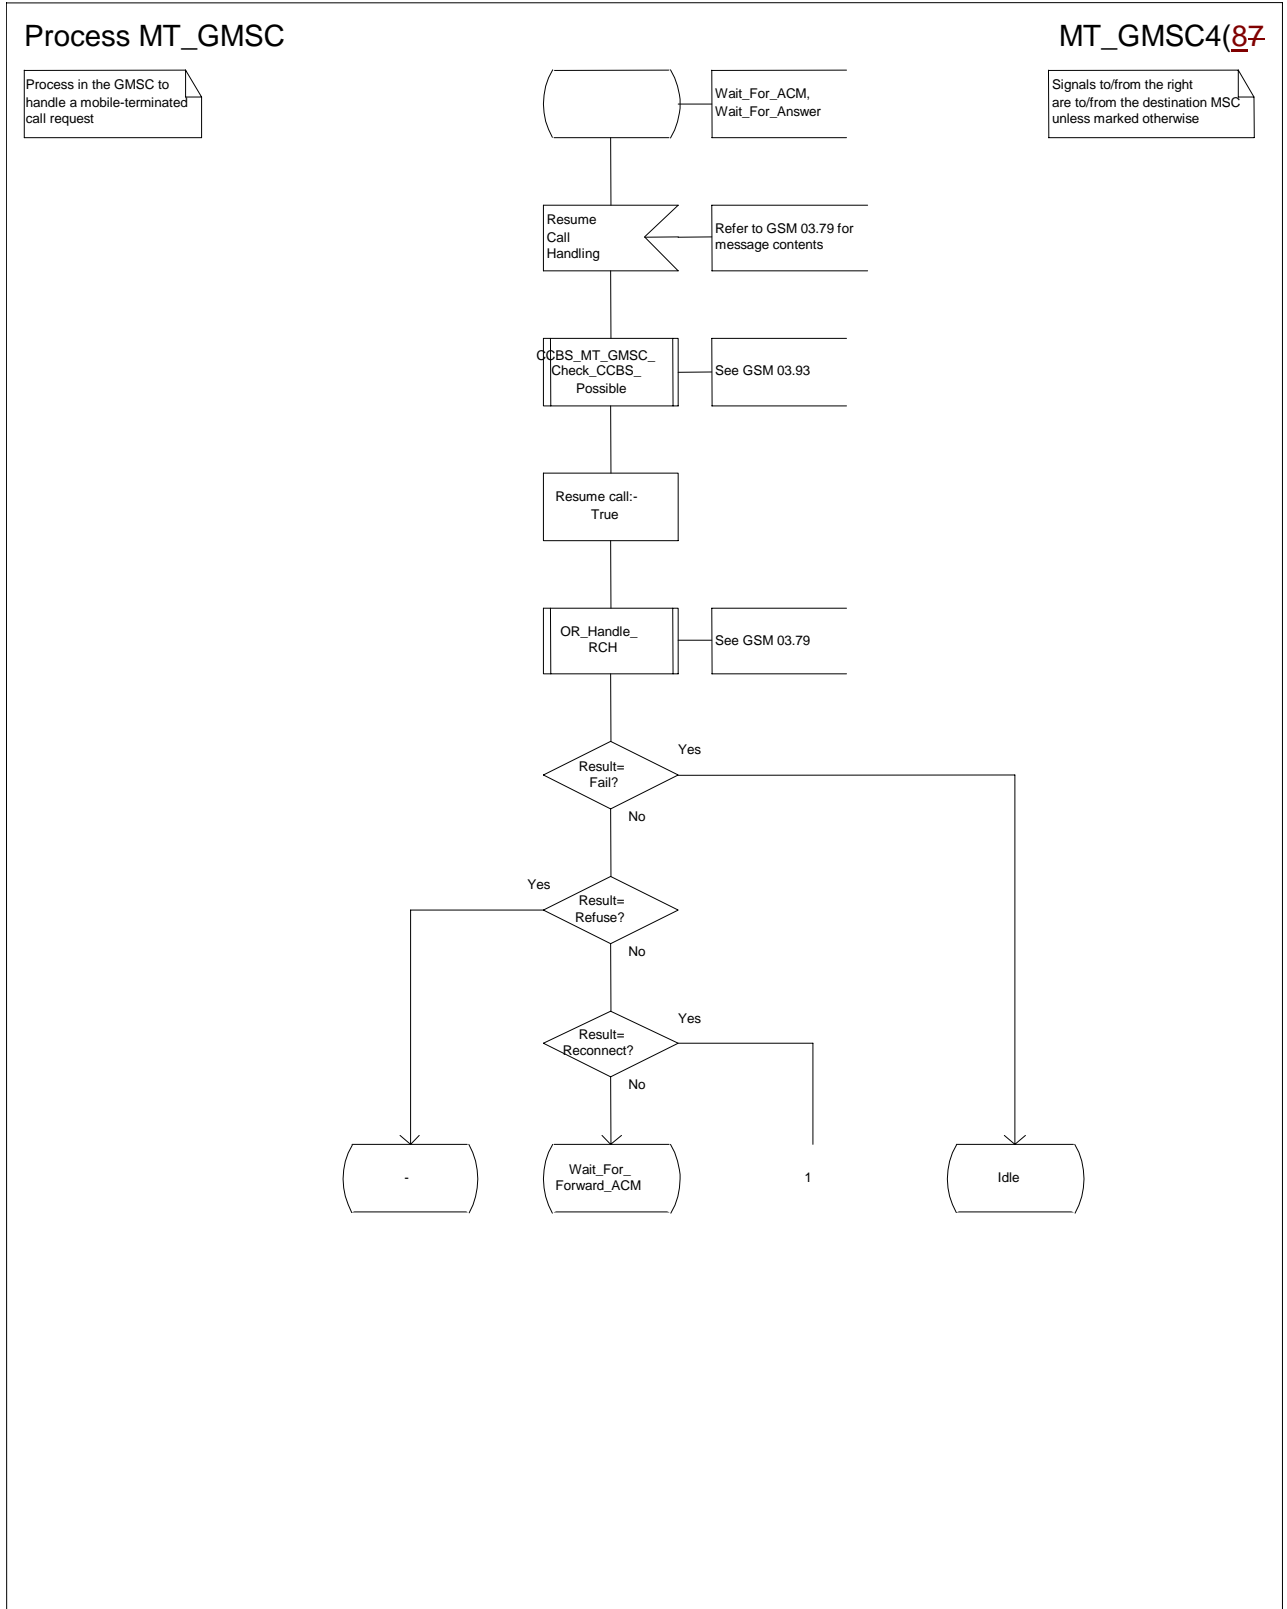 Process MT_GMSC
MT_GMSC4(87
Process in the GMSC to
handle a mobile-terminated
call request
Signals to/from the right
are to/from the destination MSC
unless marked otherwise
Wait_For_ACM,
Wait_For_Answer
Resume
Call
Handling
Refer to GSM 03.79 for
message contents
CCBS_MT_GMSC_
Check_CCBS_
Possible
See GSM 03.93
Resume call:-
True
OR_Handle_
RCH
See GSM 03.79
Result=
Fail?
Yes
No
Yes
Result=
Refuse?
No
Result=
Reconnect?
Yes
No
-
Wait_For_
Forward_ACM
1
Idle